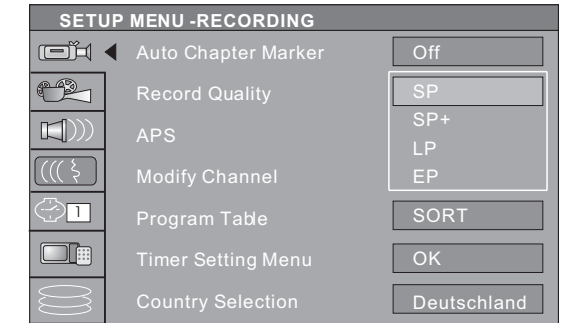 SETUP MENU -RECORDING
Auto Chapter Marker Off
Record Quality SP
SP+
APS
LP
Modify Channel EP
1
Program Table SORT
Timer Setting Menu OK
Country Selection Deutschland